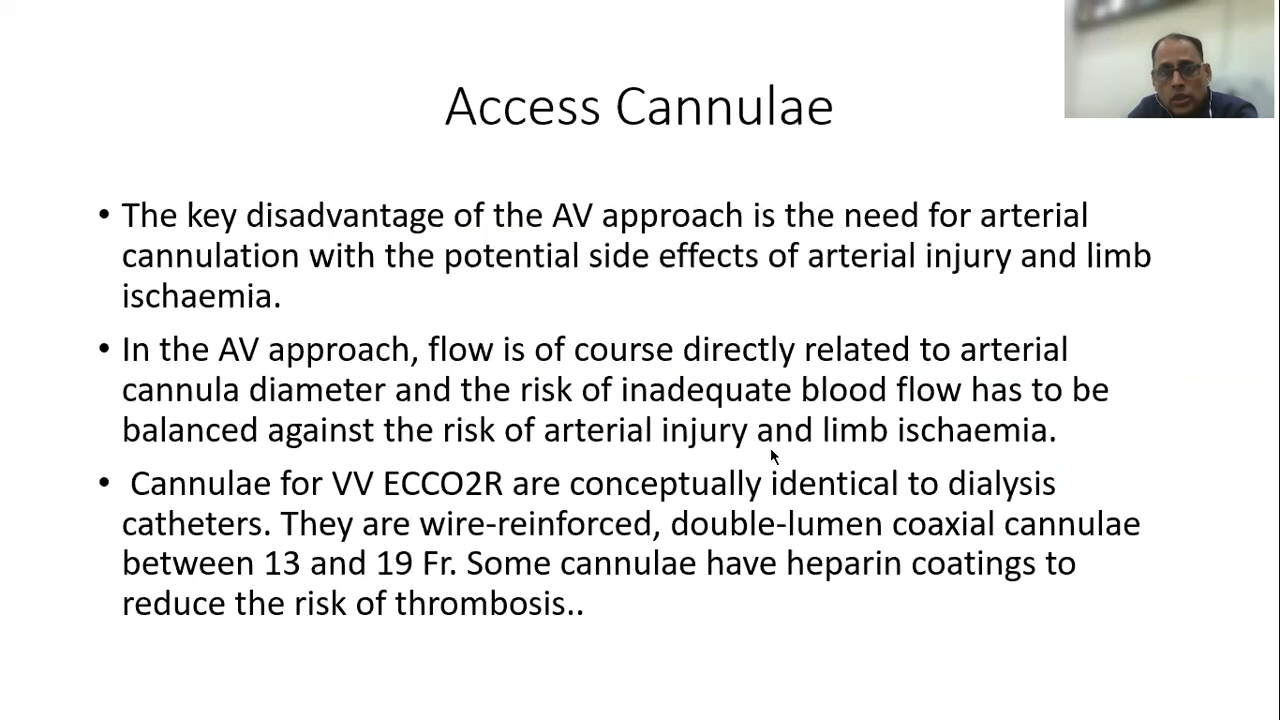 Access Cannulae
• The key disadvantage of the AV approach is the need for arterial
cannulation with the potential side effects of arterial injury and limb
ischaemia.
• In the AV approach, flow is of course directly related to arterial
cannula diameter and the risk of inadequate blood flow has to be
balanced against the risk of arterial injury and limb ischaemia.
• Cannulae for VV ECCO2R are conceptually identical to dialysis
catheters. They are wire-reinforced, double-lumen coaxial cannulae
between 13 and 19 Fr. Some cannulae have heparin coatings to
reduce the risk of thrombosis..